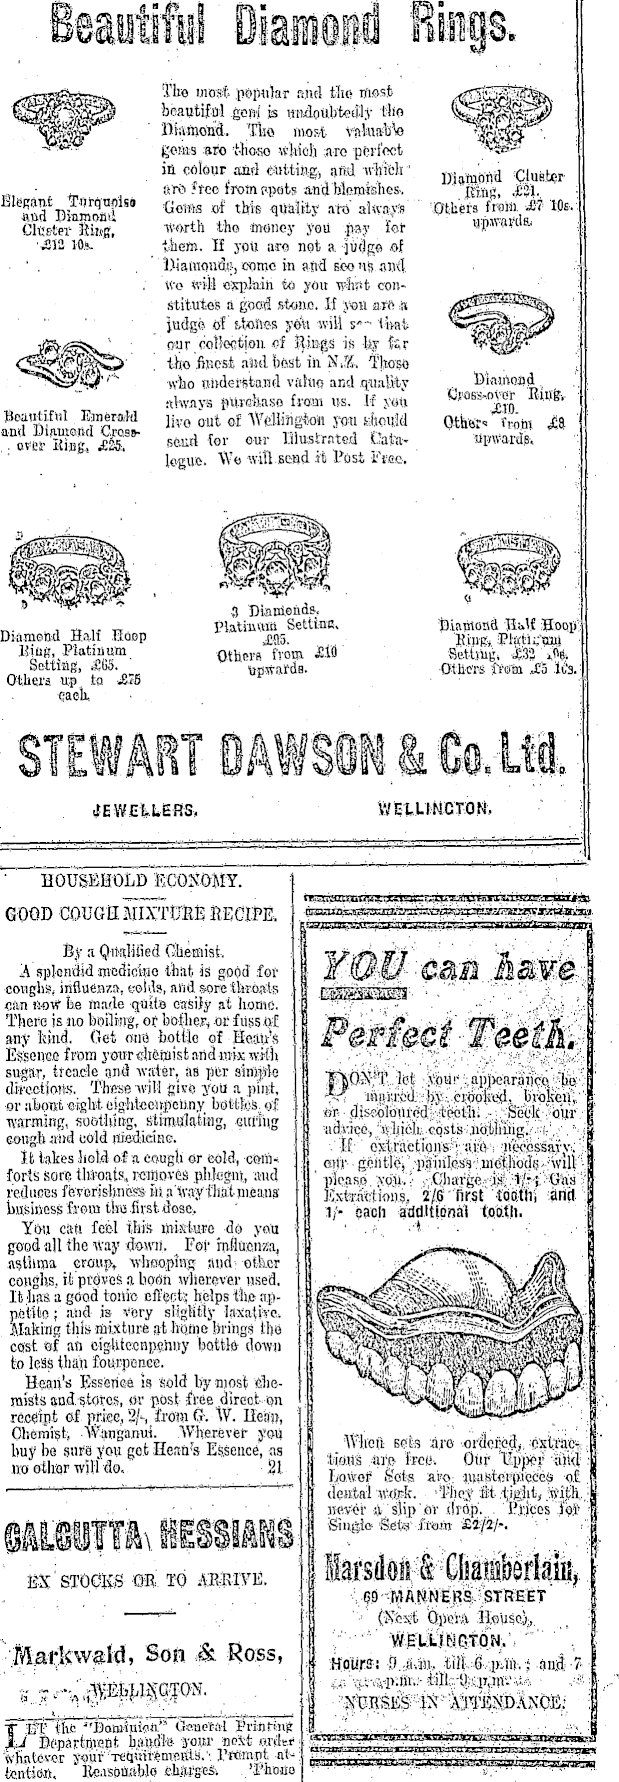 Beautiful Diamond Rings.
The most popular and the most
beautiful gem is undoubtedly the
Diamond. The most valuable
gems are those which are perfect
in colour and cutting, and which
are free from spots and blemishes.
Gems of this quality are always
worth the money you pay for
them. If you are not a judge of
Diamonds, come in and see us and
we will explain to you what con-
stitutes a good stone. If you are a
judge of stones you will see that
our collection of Rings is by far
the finest and best in N.Z. Those
who understand value and quality
always purchase from us. If you
live out of Wellington you should
send for our Illustrated Cata-
logue. We will send it Post Free.
Elegant Turquoise
and Diamond
Cluster Ring,
£12 10s.
Beautiful Emerald
and Diamond Cross-
over Ring, £25.
Diamond Cluster
Ring, £21.
Others from £7 10s.
upwards.
Diamond
Cross-over Ring,
£10.
Others from £8
upwards.
Diamond Half Hoop
Ring, Platinum
Setting, £65.
Others up to £75
each.
3 Diamonds,
Platinum Setting,
Others from £10
upwards.
Diamond Half Hoop
Ring, Platinum
Setting, £32
Others from £5 10s.
STEWART DAWSON & Co. Ltd.
JEWELLERS, WELLINGTON.
HOUSEHOLD ECONOMY.
GOOD COUGH MIXTURE RECIPE.
By a Qualified Chemist.
A splendid medicine that is good for
coughs, influenza, colds, and sore throats
can now be made quite easily at home.
There is no boiling, or bother, or fuss of
any kind. Get one bottle of Hean's
Essence from your chemist and mix with
sugar, treacle and water, as per simple
directions. These will give you a pint,
or about eight eighteenpenny bottles of
warming, soothing, stimulating, curing
cough and cold medicine.
It takes hold of a cough or cold, com-
forts sore throats, removes phlegm, and
reduces feverishness in a way that means
business from the first dose.
You can feel this mixture do you
good all the way down. For influenza,
asthma croup, whooping and other
coughs, it proves a boon wherever used.
It has a good tonic effect; helps the ap-
petite; and is very slightly laxative.
Making this mixture at home brings the
cost of an eighteenpenny bottle down
to less than fourpence.
Hean's Essence is sold by most che-
mists and stores, or post free direct on
receipt of price, 2/-, from G. W. Hean,
Chemist, Wanganui. Wherever you
buy be sure you get Hean's Essence, as
no other will do. 21
CALCUTTA HESSIANS
EX STOCKS OR TO ARRIVE.
Markwald, Son & Ross,
WELLINGTON.
LET the "Dominion" General Printing
Department handle your next order
whatever your requirements. Prompt at-
tention. Reasonable charges. 'Phone
YOU can have
Perfect Teeth.
DON'T let your appearance be
marred by crooked, broken,
or discoloured teeth. Seek our
advice, which costs nothing.
If extractions are necessary,
our gentle, painless methods will
please you. Charge is 1/-; Gas
Extractions, 2/6 first tooth, and
1/- each additional tooth.
When sets are ordered, extrac-
tions are free. Our Upper and
Lower Sets are masterpieces of
dental work. They fit tight, with
never a slip or drop. Prices for
Single Sets from £2/2/-.
Marsdon & Chamberlain,
69 MANNERS STREET
(Next Opera House),
WELLINGTON.
Hours: 9 a.m. till 6 p.m.; and 7
p.m. till 9 p.m.
NURSES IN ATTENDANCE.